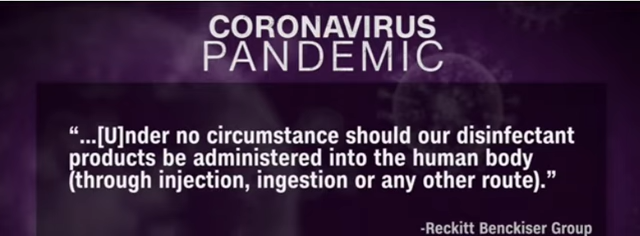 CORONAVIRUS
PANDEMIC
“...[U]nder no circumstance should our disinfectant
products be administered into the human body
(through injection, ingestion or any other route).”
-Reckitt Benckiser Group